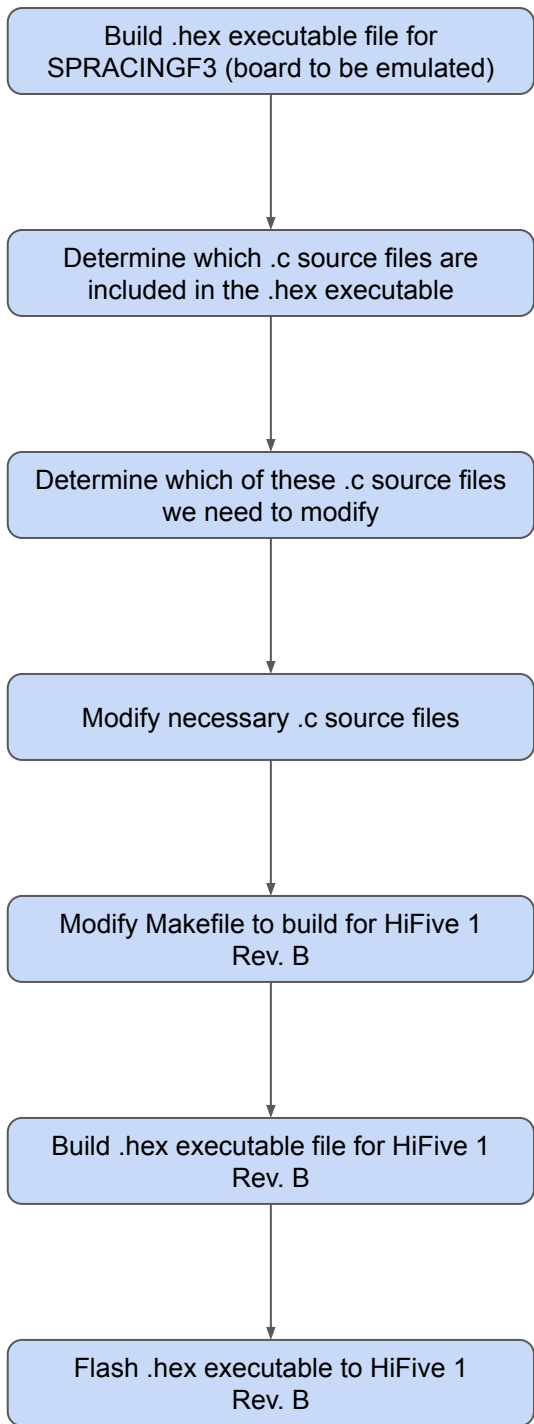 Build .hex executable file for
SPRACINGF3 (board to be emulated)
Determine which .c source files are
included in the .hex executable
Determine which of these .c source files
we need to modify
Modify necessary .c source files
Modify Makefile to build for HiFive 1
Rev. B
Build .hex executable file for HiFive 1
Rev. B
Flash .hex executable to HiFive 1
Rev. B